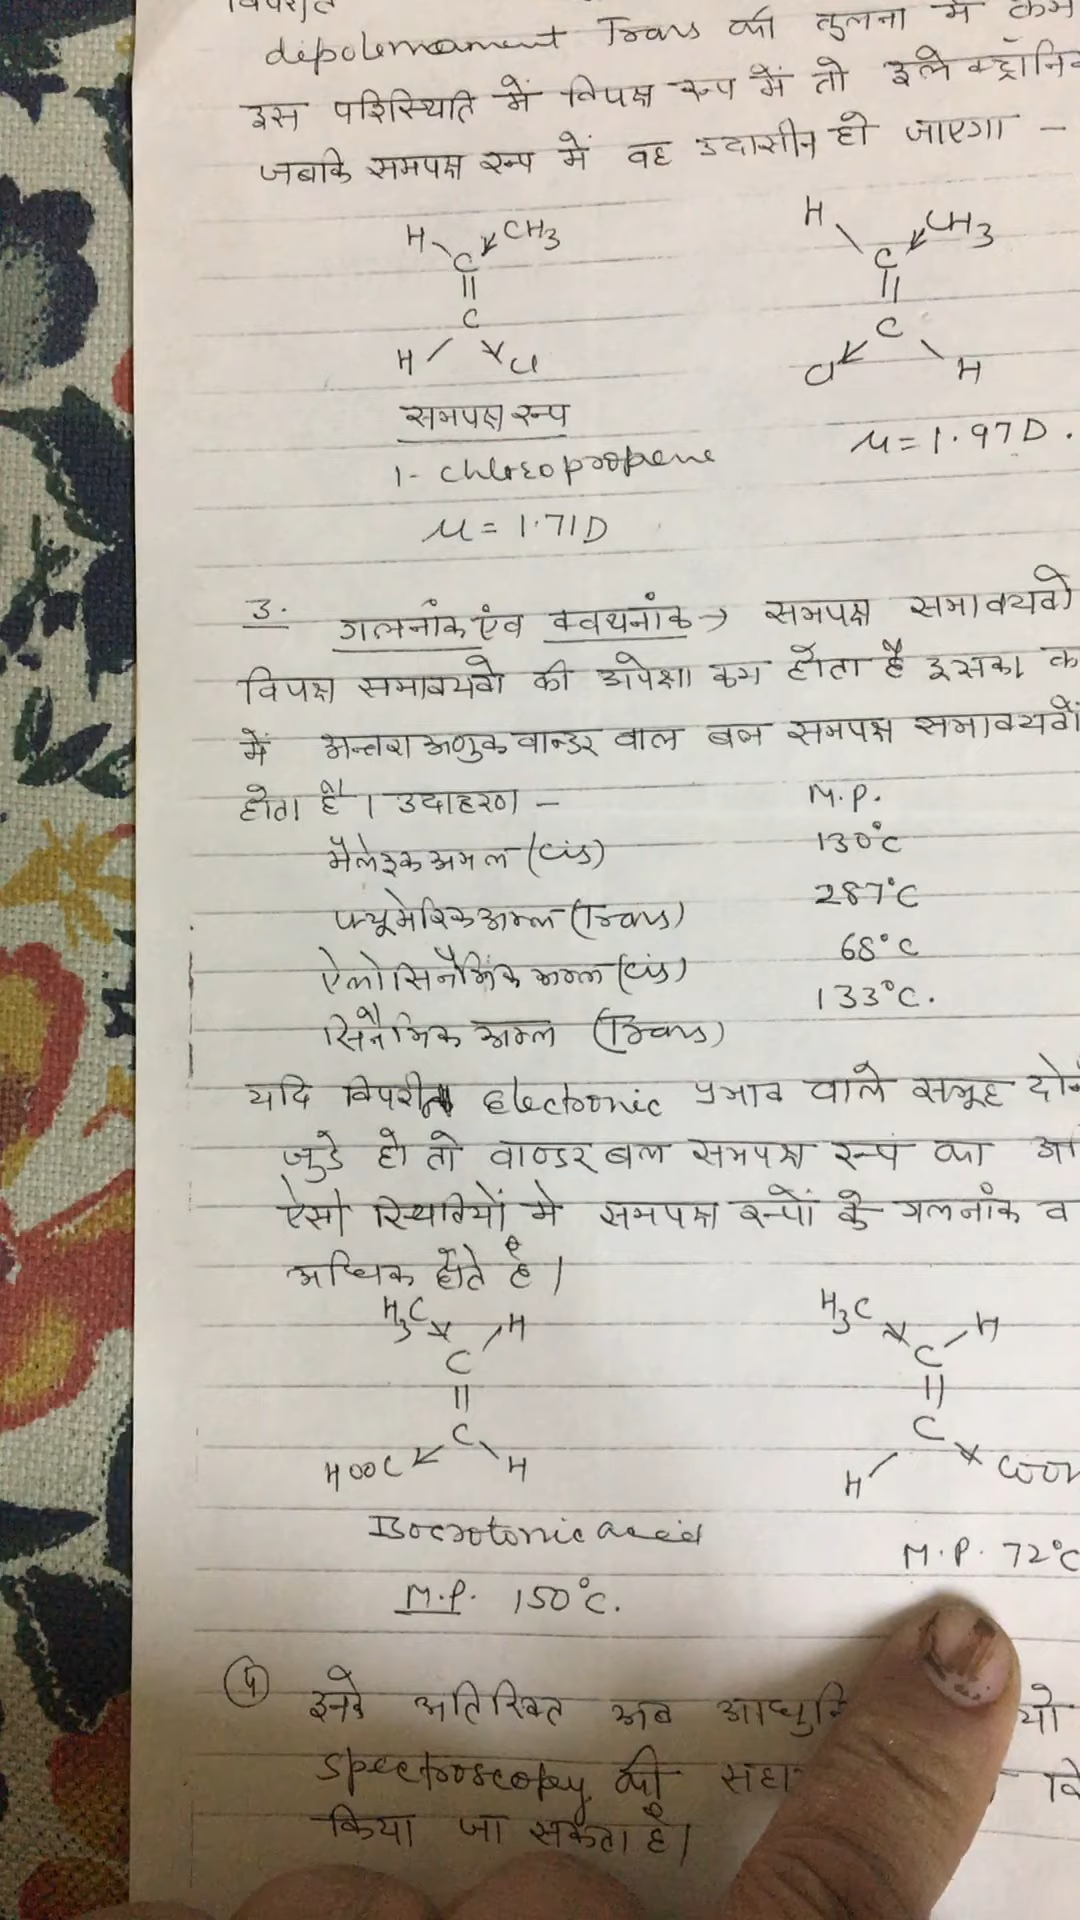 विपरीत
dipolemament Trans की तुलना में कम
इस परिस्थिति में विपक्ष रूप में तो इलेक्ट्रॉनिक
जबकि समपक्ष रूप में वह उदासीन हो जाएगा –
H CH3 H CH3
C C
|| ||
C C
H Cl Cl H
समपक्ष रूप
μ = 1.97D.
1- chloropropene
μ = 1.71D
3. गलनांक एंव क्वथनांक → समपक्ष समावयवो
विपक्ष समावयवो की अपेक्षा कम होता है इसका क
में अन्तराअणुक वान्डर वाल बल समपक्ष समावयवों
होता है। उदाहरण – M.P.
मैलेइक अमल (cis) 130°C
फ्यूमेरिक अम्ल (Trans) 287°C
ऐलोसिनैमिक अम्ल (cis) 68°C
सिनैमिक अम्ल (Trans) 133°C.
यदि विपरीत Electronic प्रभाव वाले समूह दोन
जुडे हो तो वाण्डर बल समपक्ष रूप का
ऐसी स्थितियों मे समपक्ष रूपों के गलनांक व
अधिक होते है।
H3C H H3C H
C C
|| ||
C C
HOOC H H COOH
Isocrotonic acid
M.P. 72°C
M.P. 150°C.
④ इनके अतिरिक्त अब
spectroscopy की
किया जा सकता है।